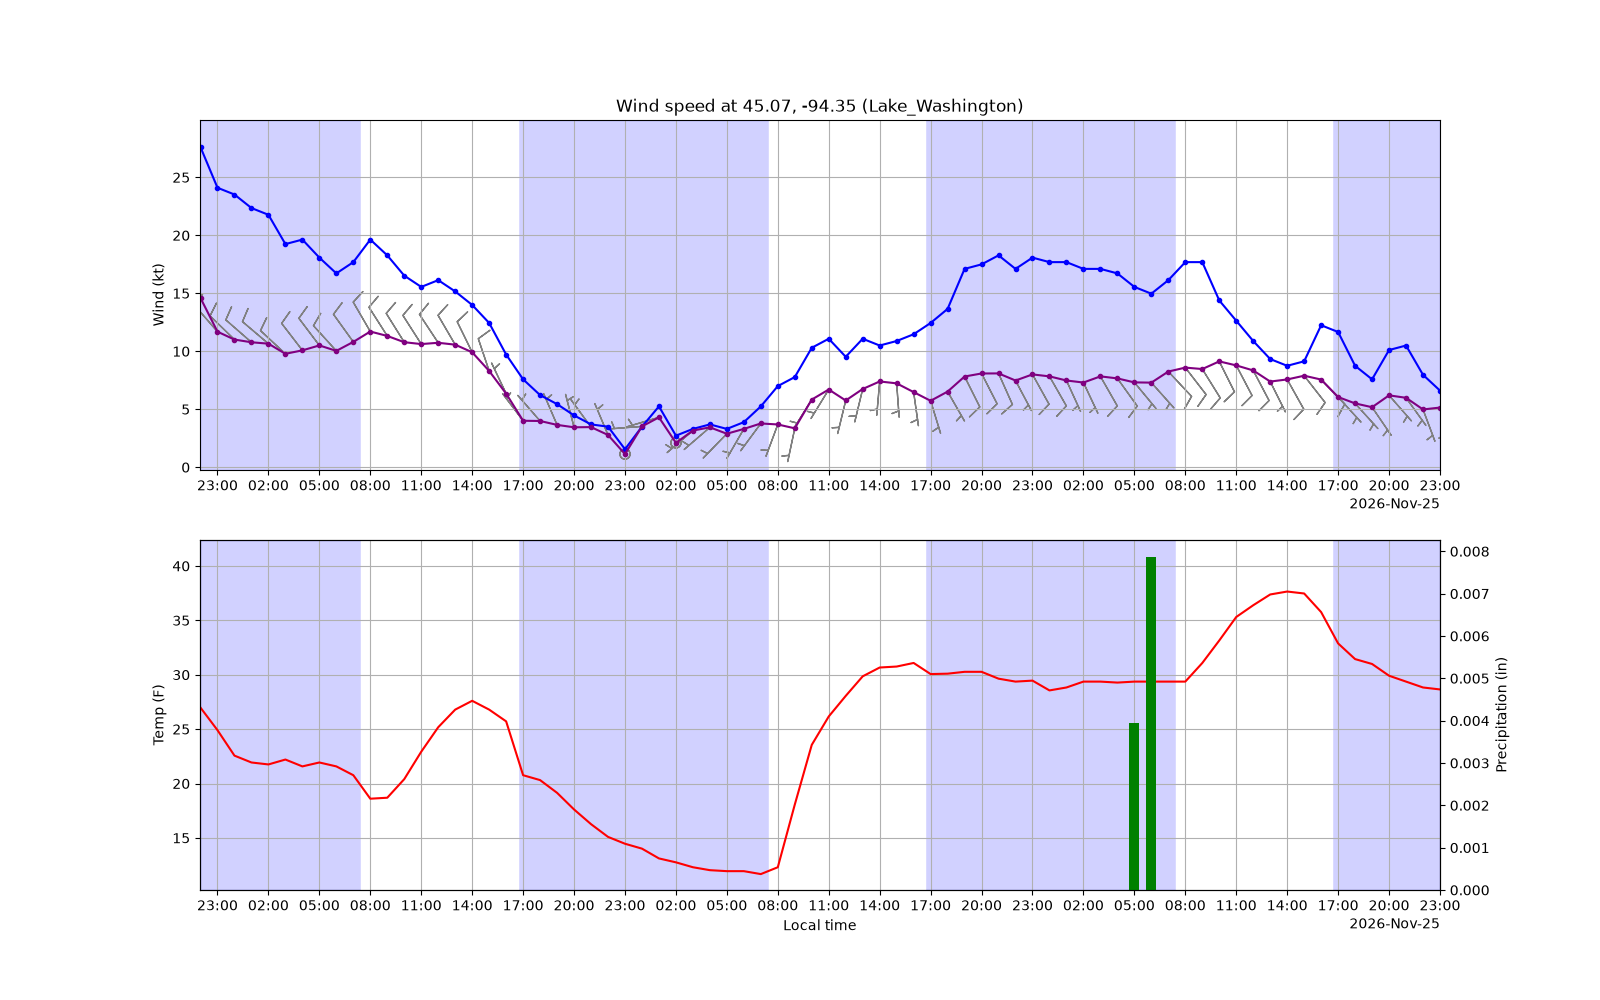 Wind speed at 45.07, -94.35 (Lake_Washington)
25
20
15
10
5
0
Wind (kt)
23:00 02:00 05:00 08:00 11:00 14:00 17:00 20:00 23:00 02:00 05:00 08:00 11:00 14:00 17:00 20:00 23:00 02:00 05:00 08:00 11:00 14:00 17:00 20:00 23:00
2026-Nov-25
40
35
30
25
20
15
Temp (F)
0.008
0.007
0.006
0.005
0.004
0.003
0.002
0.001
0.000
Precipitation (in)
23:00 02:00 05:00 08:00 11:00 14:00 17:00 20:00 23:00 02:00 05:00 08:00 11:00 14:00 17:00 20:00 23:00 02:00 05:00 08:00 11:00 14:00 17:00 20:00 23:00
Local time
2026-Nov-25